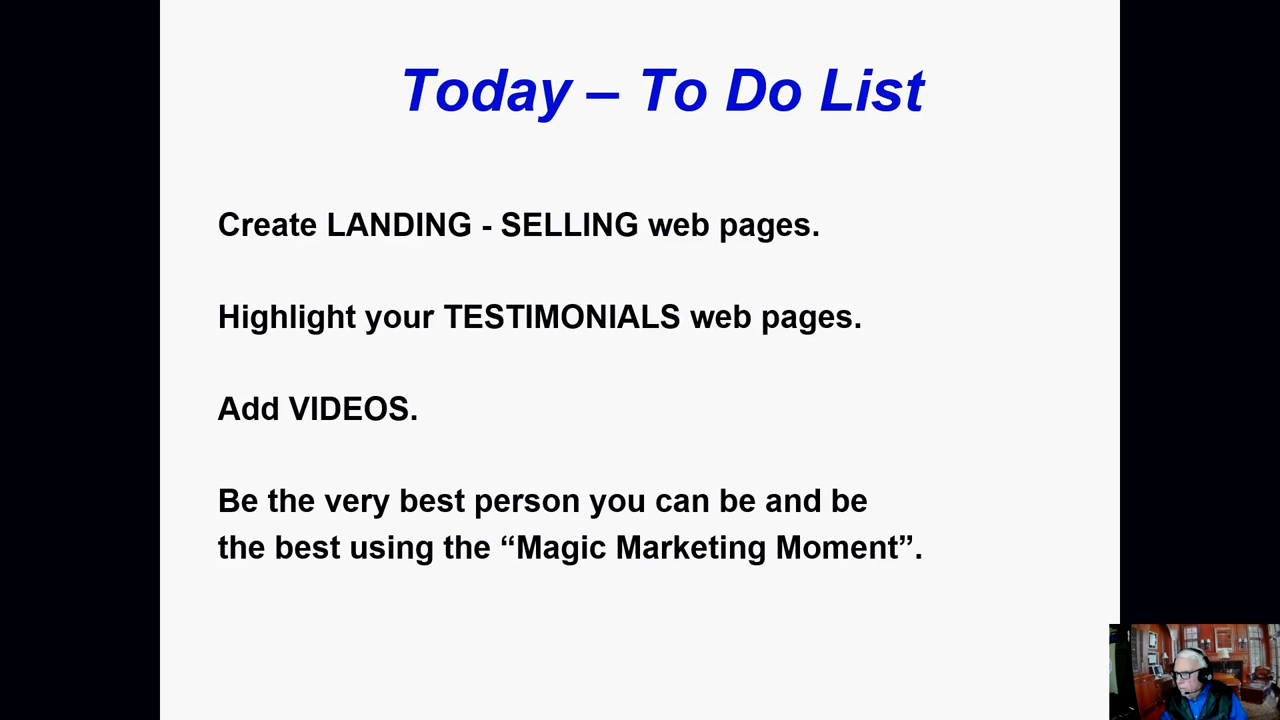 Today – To Do List
Create LANDING - SELLING web pages.
Highlight your TESTIMONIALS web pages.
Add VIDEOS.
Be the very best person you can be and be
the best using the “Magic Marketing Moment”.